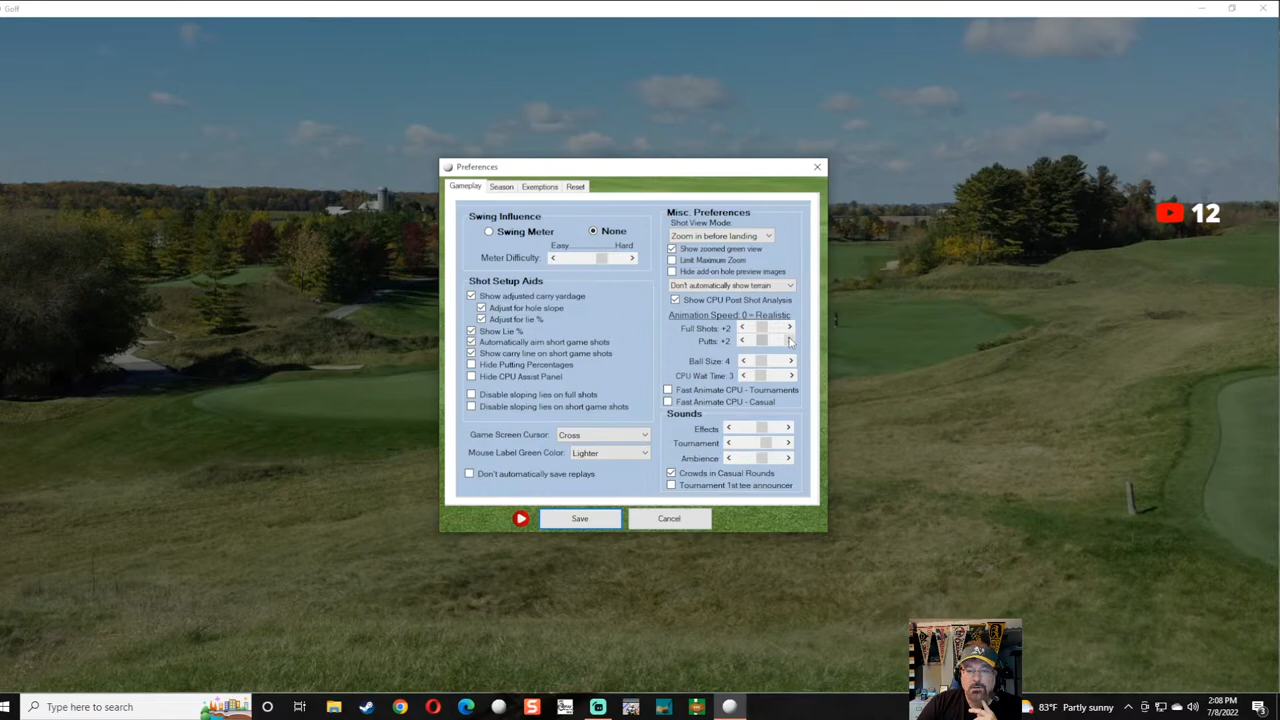 Golf
Preferences
Gameplay Season Exemptions Reset
Swing Influence
Swing Meter None
Easy Hard
Meter Difficulty:
Shot Setup Aids
Show adjusted carry yardage
Adjust for hole slope
Adjust for lie %
Show Lie %
Automatically aim short game shots
Show carry line on short game shots
Hide Putting Percentages
Hide CPU Assist Panel
Disable sloping lies on full shots
Disable sloping lies on short game shots
Game Screen Cursor: Cross
Mouse Label Green Color: Lighter
Don't automatically save replays
Misc. Preferences
Shot View Mode:
Zoom in before landing
Show zoomed green view
Limit Maximum Zoom
Hide add-on hole preview images
Don't automatically show terrain
Show CPU Post Shot Analysis
Animation Speed: 0 = Realistic
Full Shots: +2
Putts: +2
Ball Size: 4
CPU Wait Time: 3
Fast Animate CPU - Tournaments
Fast Animate CPU - Casual
Sounds
Effects
Tournament
Ambience
Crowds in Casual Rounds
Tournament 1st tee announcer
Save Cancel
12
Type here to search
83°F Partly sunny
2:08 PM
7/8/2022